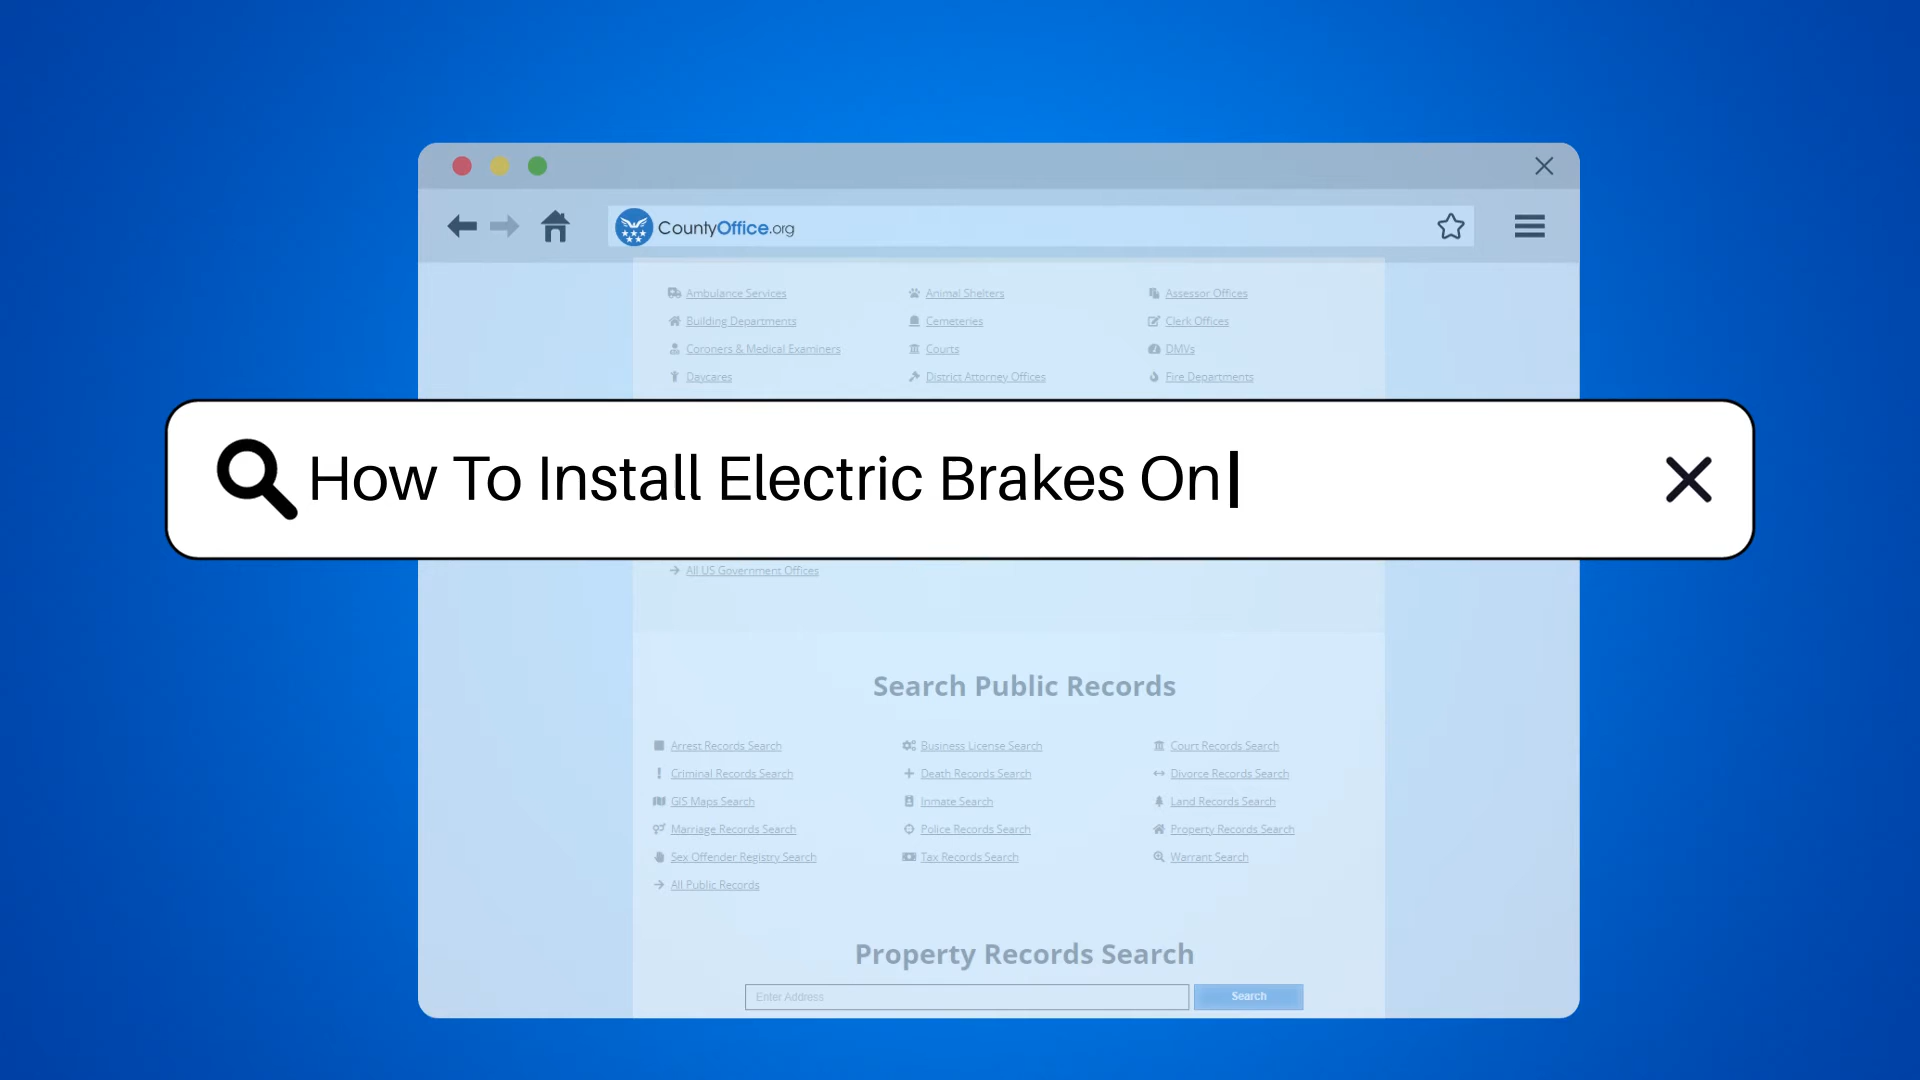 CountyOffice.org
Ambulance Services Animal Shelters Assessor Offices
Building Departments Cemeteries Clerk Offices
Coroners & Medical Examiners Courts DMVs
Daycares District Attorney Offices Fire Departments
How To Install Electric Brakes On
All US Government Offices
Search Public Records
Arrest Records Search Business License Search Court Records Search
Criminal Records Search Death Records Search Divorce Records Search
GIS Maps Search Inmate Search Land Records Search
Marriage Records Search Police Records Search Property Records Search
Sex Offender Registry Search Tax Records Search Warrant Search
All Public Records
Property Records Search
Enter Address Search